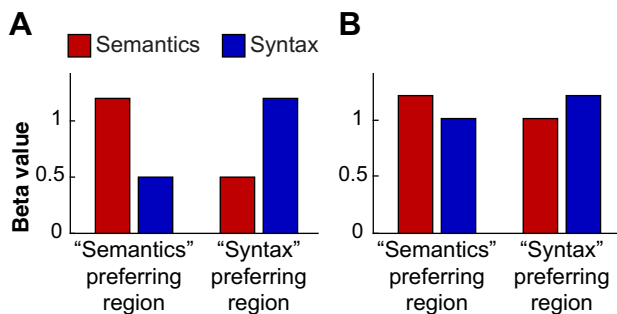 A
B
Semantics
Syntax
Beta value
1
0.5
0
1
0.5
0
“Semantics” “Syntax”
preferring preferring
region region
“Semantics” “Syntax”
preferring preferring
region region